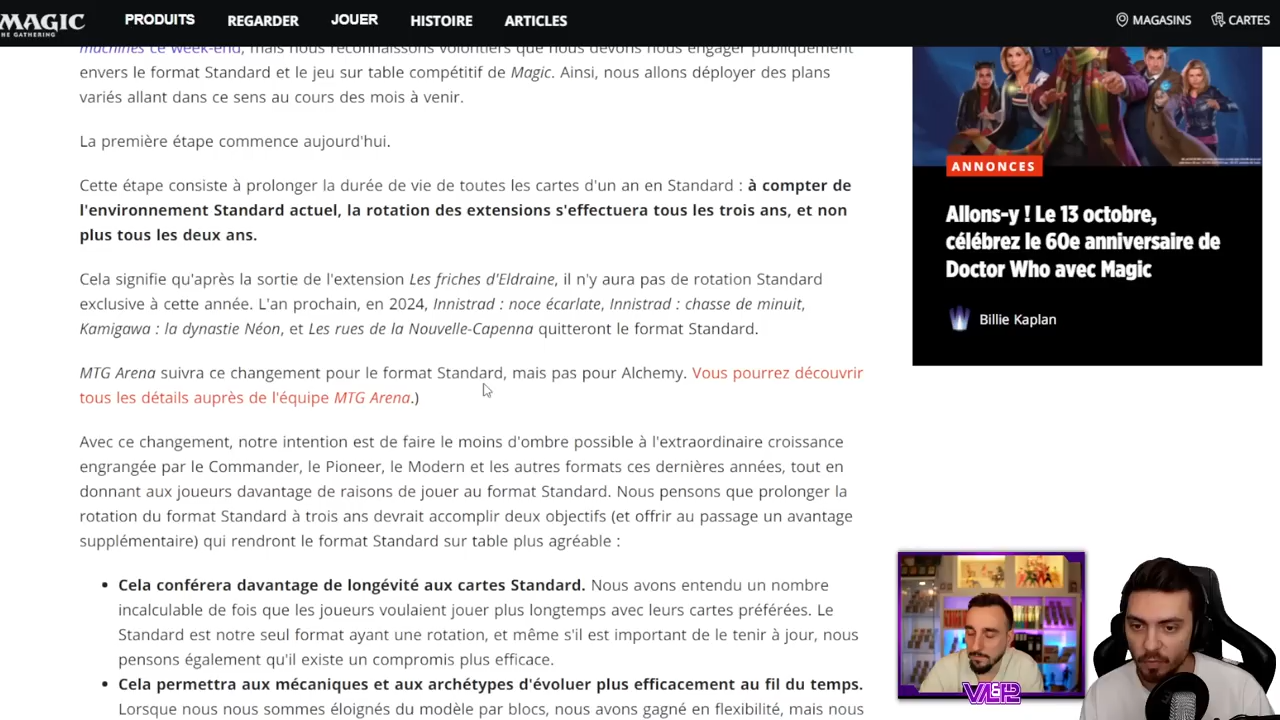 MAGIC
THE GATHERING
PRODUITS
REGARDER
JOUER
HISTOIRE
ARTICLES
MAGASINS
CARTES
machines ce week-end, mais nous reconnaissons volontiers que nous devons nous engager publiquement
envers le format Standard et le jeu sur table compétitif de Magic. Ainsi, nous allons déployer des plans
variés allant dans ce sens au cours des mois à venir.
La première étape commence aujourd'hui.
Cette étape consiste à prolonger la durée de vie de toutes les cartes d'un an en Standard : à compter de
l'environnement Standard actuel, la rotation des extensions s'effectuera tous les trois ans, et non
plus tous les deux ans.
Cela signifie qu'après la sortie de l'extension Les friches d'Eldraine, il n'y aura pas de rotation Standard
exclusive à cette année. L'an prochain, en 2024, Innistrad : noce écarlate, Innistrad : chasse de minuit,
Kamigawa : la dynastie Néon, et Les rues de la Nouvelle-Capenna quitteront le format Standard.
MTG Arena suivra ce changement pour le format Standard, mais pas pour Alchemy. Vous pourrez découvrir
tous les détails auprès de l'équipe MTG Arena.)
Avec ce changement, notre intention est de faire le moins d'ombre possible à l'extraordinaire croissance
engrangée par le Commander, le Pioneer, le Modern et les autres formats ces dernières années, tout en
donnant aux joueurs davantage de raisons de jouer au format Standard. Nous pensons que prolonger la
rotation du format Standard à trois ans devrait accomplir deux objectifs (et offrir au passage un avantage
supplémentaire) qui rendront le format Standard sur table plus agréable :
• Cela conférera davantage de longévité aux cartes Standard. Nous avons entendu un nombre
incalculable de fois que les joueurs voulaient jouer plus longtemps avec leurs cartes préférées. Le
Standard est notre seul format ayant une rotation, et même s'il est important de le tenir à jour, nous
pensons également qu'il existe un compromis plus efficace.
• Cela permettra aux mécaniques et aux archétypes d'évoluer plus efficacement au fil du temps.
Lorsque nous nous sommes éloignés du modèle par blocs, nous avons gagné en flexibilité, mais nous
ANNONCES
Allons-y ! Le 13 octobre,
célébrez le 60e anniversaire de
Doctor Who avec Magic
Billie Kaplan